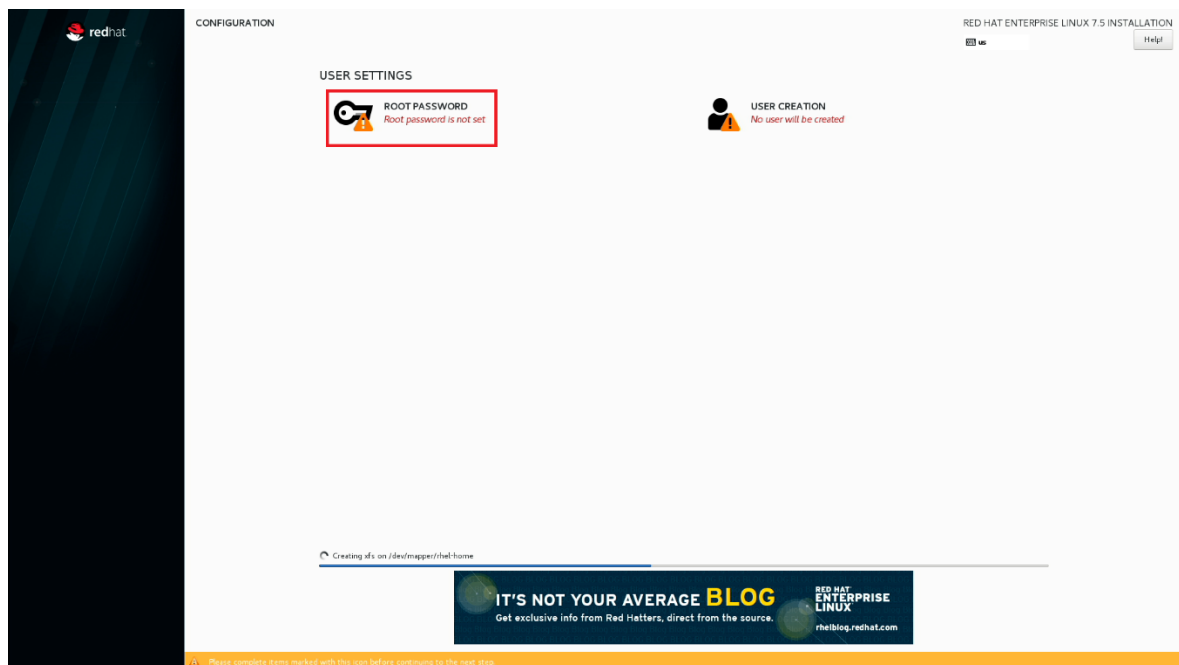 redhat
CONFIGURATION
RED HAT ENTERPRISE LINUX 7.5 INSTALLATION
us
Help!
USER SETTINGS
ROOT PASSWORD
Root password is not set
USER CREATION
No user will be created
Creating xfs on /dev/mapper/rhel-home
IT'S NOT YOUR AVERAGE BLOG
Get exclusive info from Red Hatters, direct from the source.
RED HAT
ENTERPRISE
LINUX
rhelblog.redhat.com
Please complete items marked with this icon before continuing to the next step.